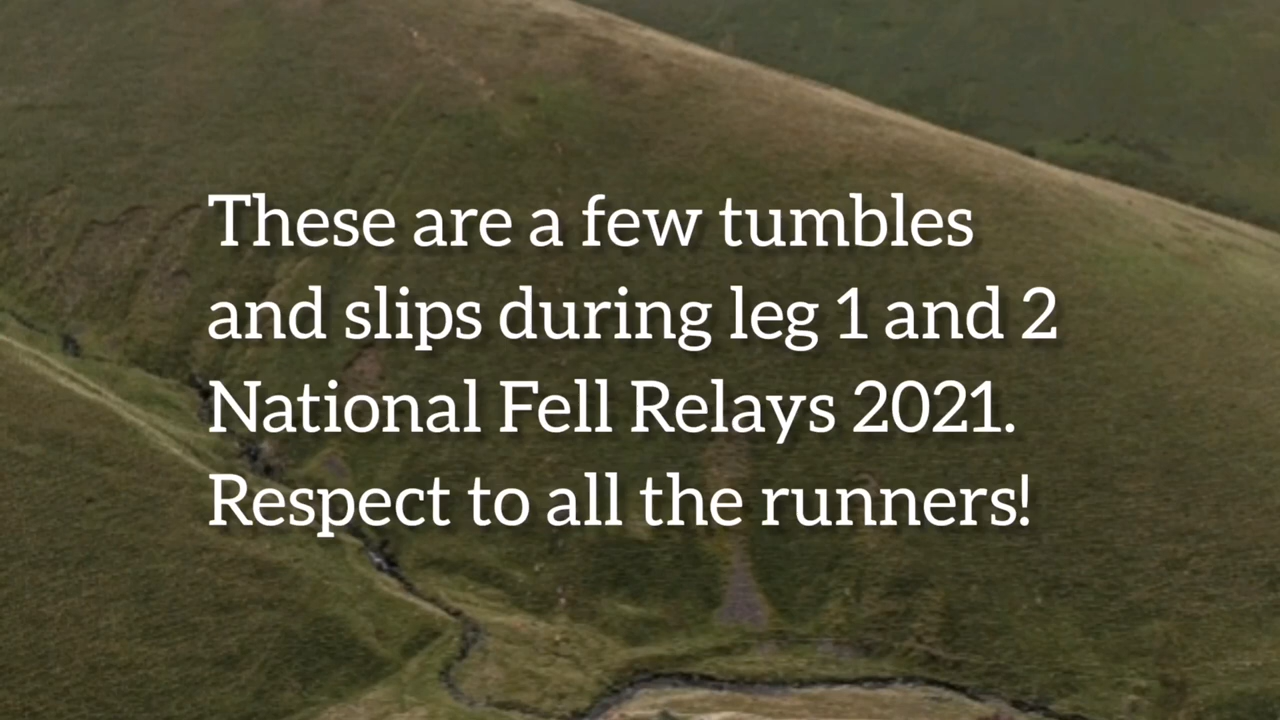 These are a few tumbles
and slips during leg 1 and 2
National Fell Relays 2021.
Respect to all the runners!